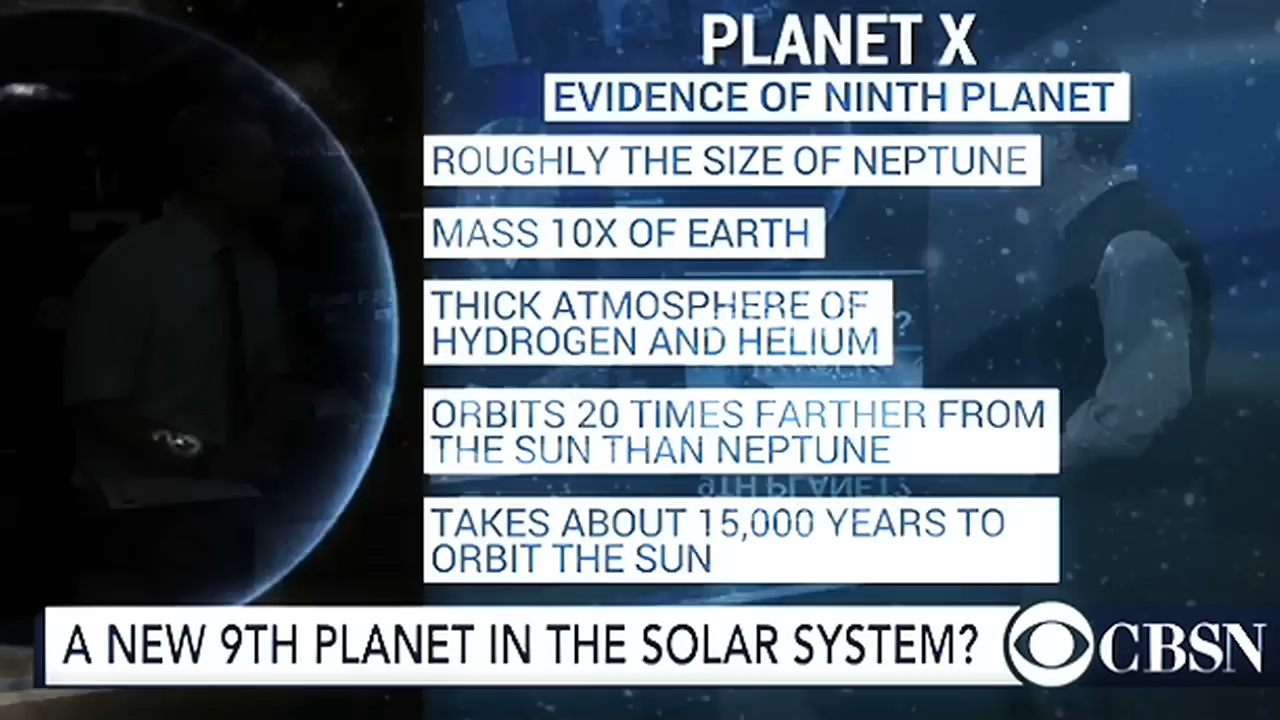 PLANET X
EVIDENCE OF NINTH PLANET
ROUGHLY THE SIZE OF NEPTUNE
MASS 10X OF EARTH
THICK ATMOSPHERE OF
HYDROGEN AND HELIUM
?
ORBITS 20 TIMES FARTHER FROM
THE SUN THAN NEPTUNE
9TH PLANET?
TAKES ABOUT 15,000 YEARS TO
ORBIT THE SUN
A NEW 9TH PLANET IN THE SOLAR SYSTEM?
CBSN